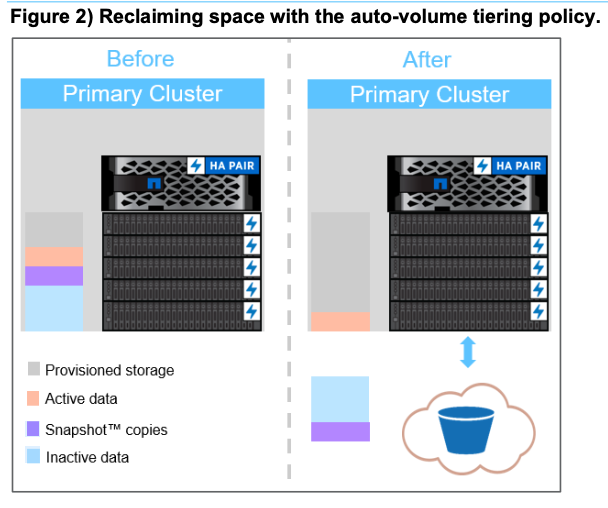 Figure 2) Reclaiming space with the auto-volume tiering policy.
Before
After
Primary Cluster
Primary Cluster
HA PAIR
HA PAIR
Provisioned storage
Active data
Snapshot™ copies
Inactive data